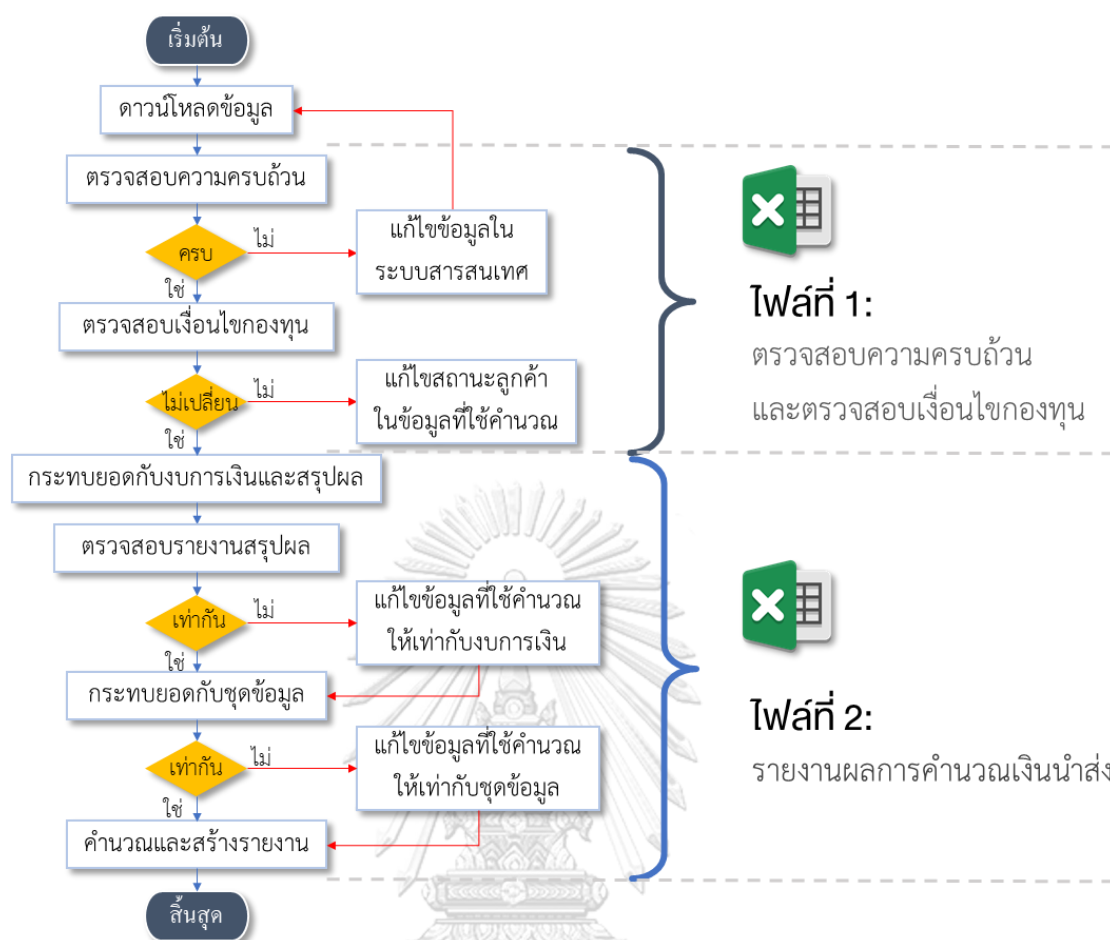 เริ่มต้น
ดาวน์โหลดข้อมูล
ตรวจสอบความครบถ้วน
ครบ
ไม่
แก้ไขข้อมูลใน
ระบบสารสนเทศ
ใช่
ตรวจสอบเงื่อนไขกองทุน
ไม่เปลี่ยน
ไม่
แก้ไขสถานะลูกค้า
ในข้อมูลที่ใช้คำนวณ
ใช่
กระทบยอดกับงบการเงินและสรุปผล
ตรวจสอบรายงานสรุปผล
เท่ากัน
ไม่
แก้ไขข้อมูลที่ใช้คำนวณ
ให้เท่ากับงบการเงิน
ใช่
กระทบยอดกับชุดข้อมูล
เท่ากัน
ไม่
แก้ไขข้อมูลที่ใช้คำนวณ
ให้เท่ากับชุดข้อมูล
ใช่
คำนวณและสร้างรายงาน
สิ้นสุด
ไฟล์ที่ 1:
ตรวจสอบความครบถ้วน
และตรวจสอบเงื่อนไขกองทุน
ไฟล์ที่ 2:
รายงานผลการคำนวณเงินนำส่ง